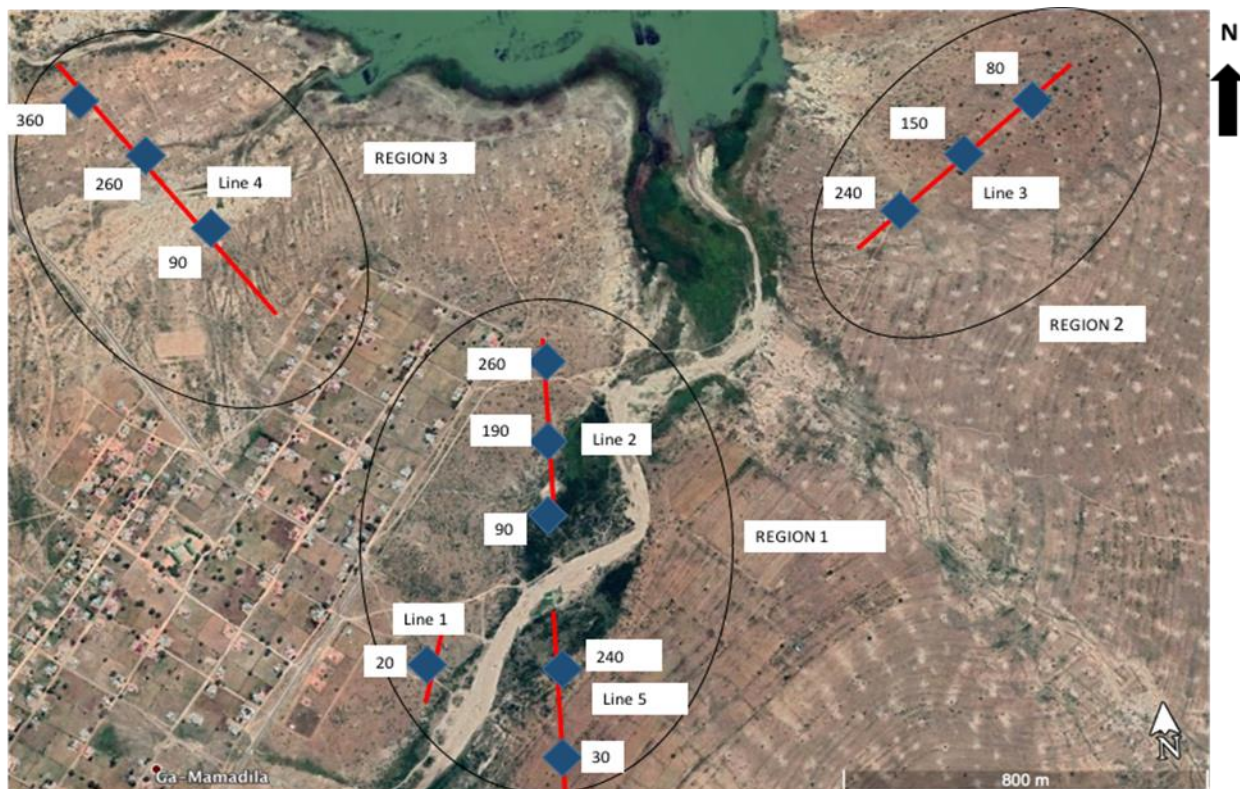 N
80
360
150
REGION 3
260
Line 4
240
Line 3
90
REGION 2
260
190
Line 2
90
REGION 1
Line 1
20
240
Line 5
30
N
Ga-Mamadila
800 m